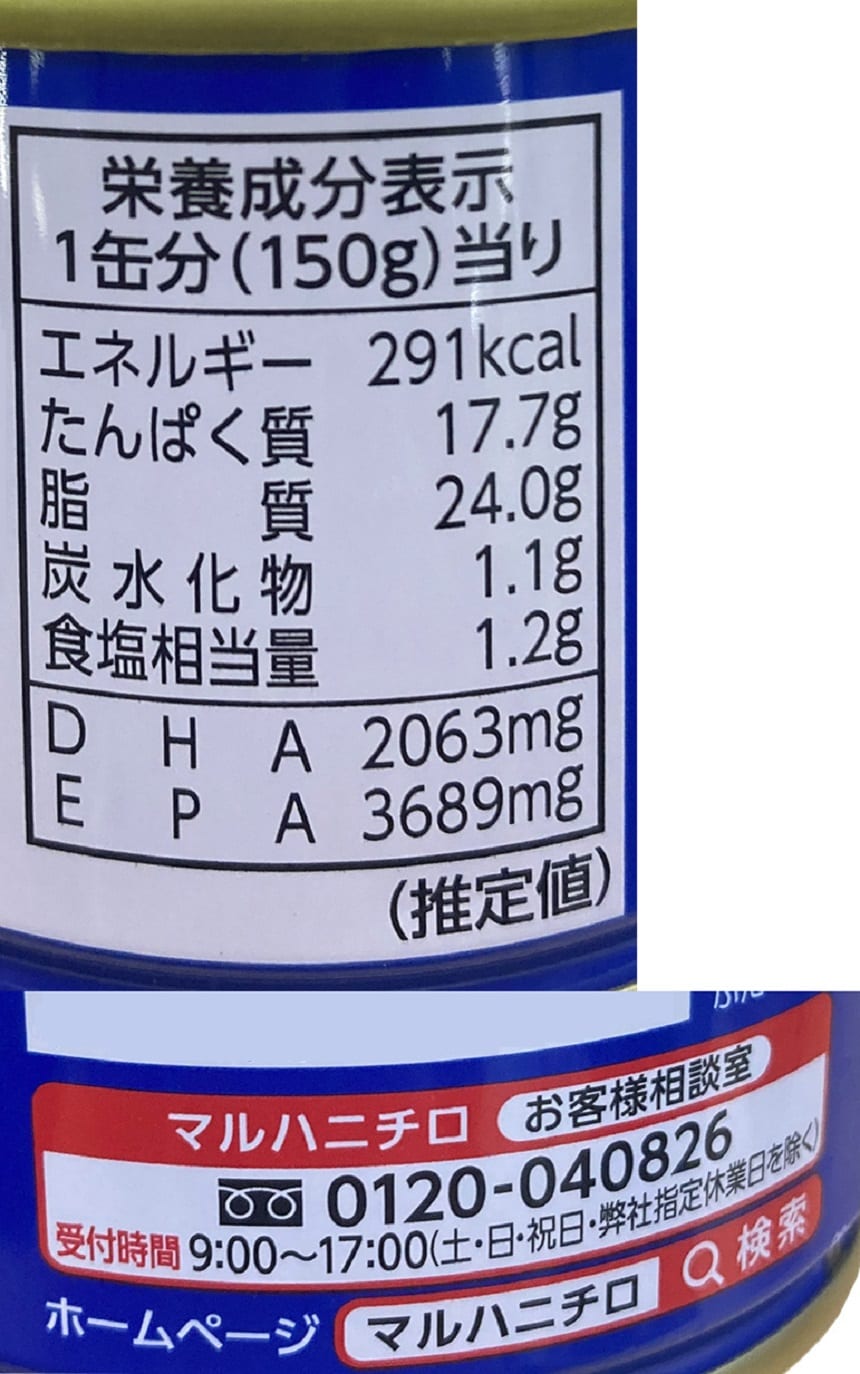 栄養成分表示
1缶分(150g)当り
エネルギー 291kcal
たんぱく質 17.7g
脂質 24.0g
炭水化物 1.1g
食塩相当量 1.2g
DHA 2063mg
EPA 3689mg
(推定値)
マルハニチロ お客様相談室
0120-040826
受付時間 9:00～17:00(土・日・祝日・弊社指定休業日を除く)
ホームページ マルハニチロ 検索